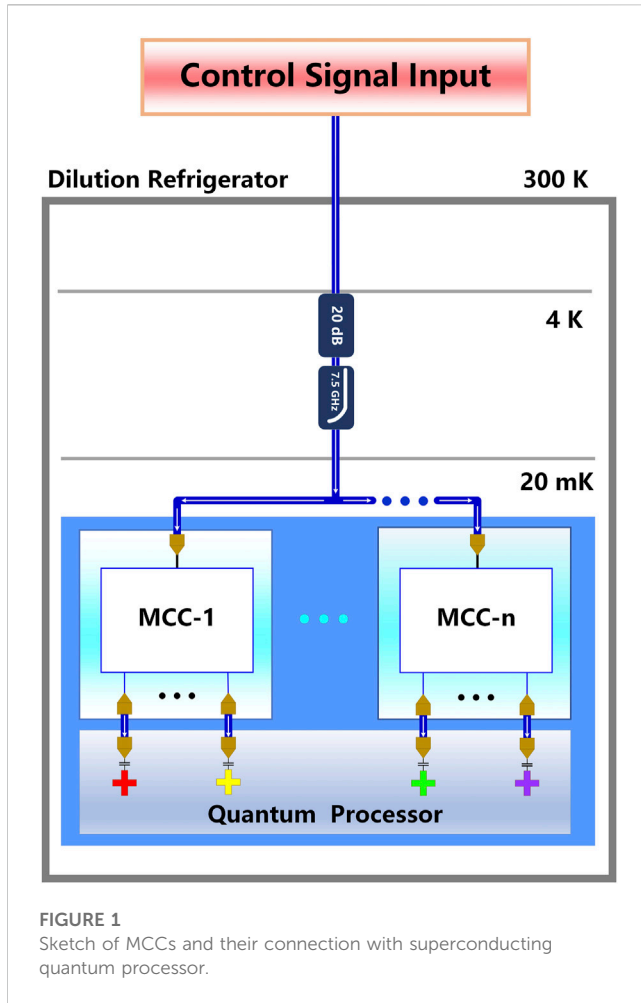 Control Signal Input
Dilution Refrigerator 300 K
20 dB
4 K
7.5 GHz
20 mK
MCC-1
MCC-n
Quantum Processor
FIGURE 1
Sketch of MCCs and their connection with superconducting
quantum processor.